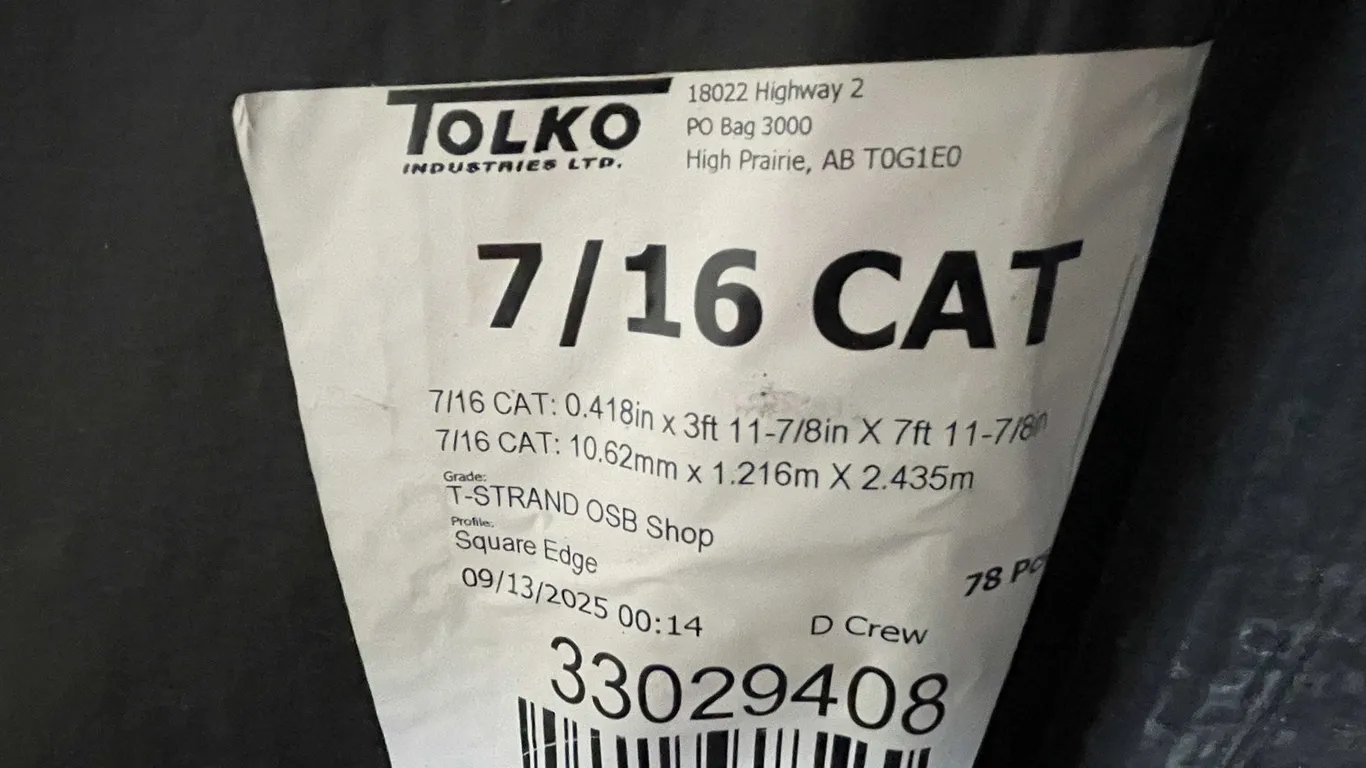 TOLKO
INDUSTRIES LTD.
18022 Highway 2
PO Bag 3000
High Prairie, AB T0G1E0
7/16 CAT
7/16 CAT: 0.418in x 3ft 11-7/8in X 7ft 11-7/8in
7/16 CAT: 10.62mm x 1.216m X 2.435m
Grade:
T-STRAND OSB Shop
Profile:
Square Edge
78 Pc
09/13/2025 00:14 D Crew
33029408